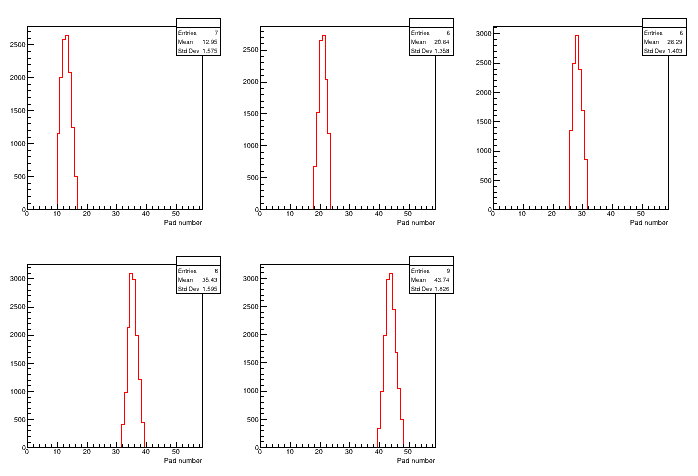 Entries 7
Mean 12.95
Std Dev 1.575
2500
2000
1500
1000
500
0
0 10 20 30 40 50
Pad number
Entries 6
Mean 20.64
Std Dev 1.358
2500
2000
1500
1000
500
0
0 10 20 30 40 50
Pad number
Entries 6
Mean 28.29
Std Dev 1.403
3000
2500
2000
1500
1000
500
0
0 10 20 30 40 50
Pad number
Entries 8
Mean 35.43
Std Dev 1.595
3000
2500
2000
1500
1000
500
0
0 10 20 30 40 50
Pad number
Entries 9
Mean 43.74
Std Dev 1.826
3000
2500
2000
1500
1000
500
0
0 10 20 30 40 50
Pad number